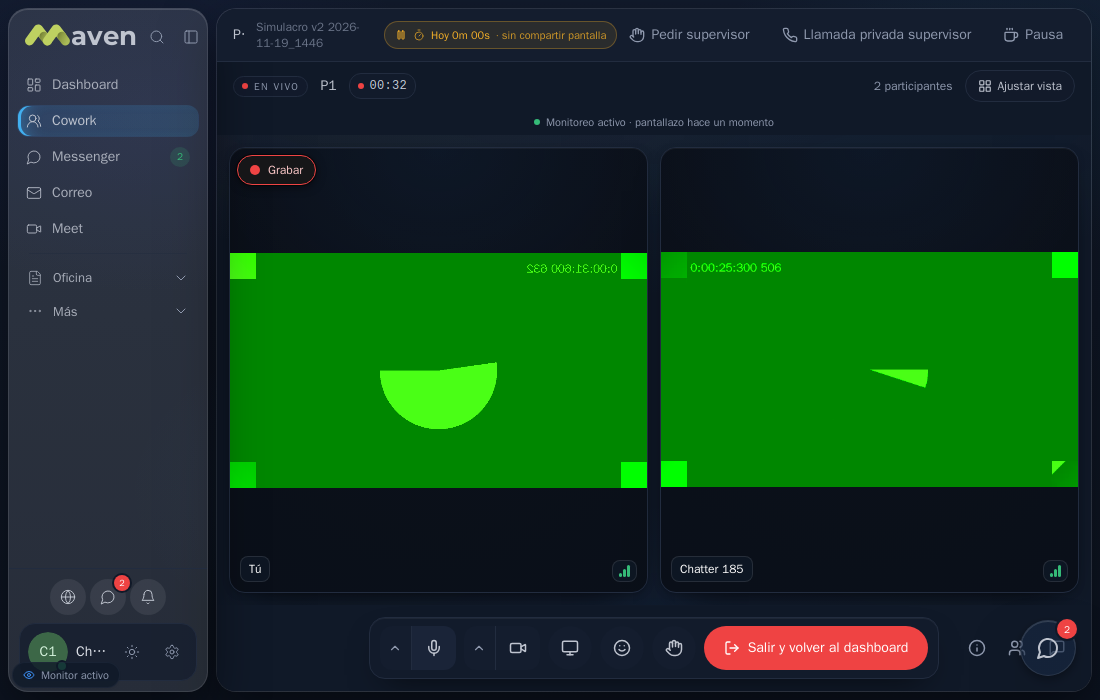 Maven
Dashboard
Cowork
Messenger 2
Correo
Meet
Oficina
Más
2
C1 Ch···
Monitor activo
P· Simulacro v2 2026-
11-19_1446
Hoy 0m 00s · sin compartir pantalla
Pedir supervisor
Llamada privada supervisor
Pausa
EN VIVO P1 00:32
2 participantes
Ajustar vista
Monitoreo activo · pantallazo hace un momento
Grabar
0:00:31:600 632
Tú
0:00:25:300 506
Chatter 185
Salir y volver al dashboard
2